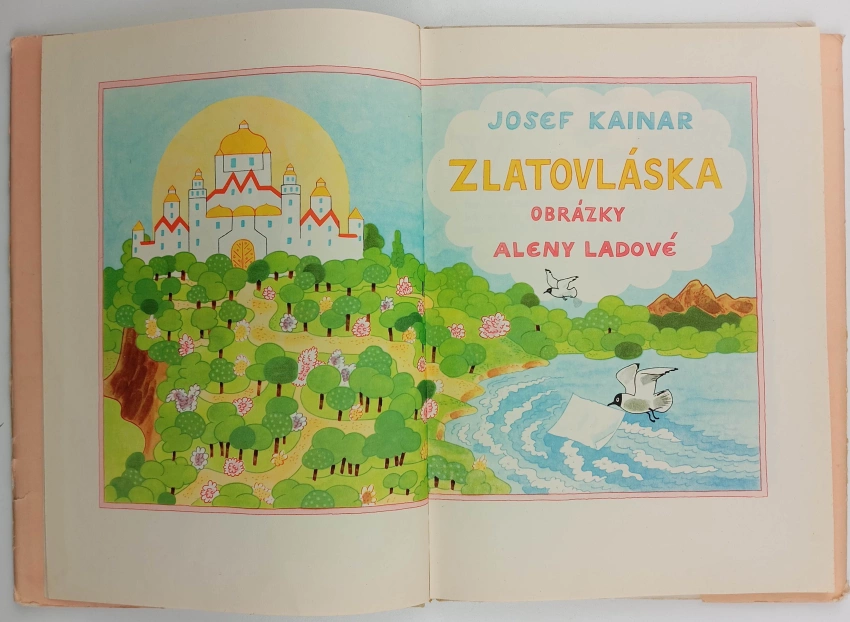 JOSEF KAINAR
ZLATOVLÁSKA
OBRÁZKY
ALENY LADOVÉ